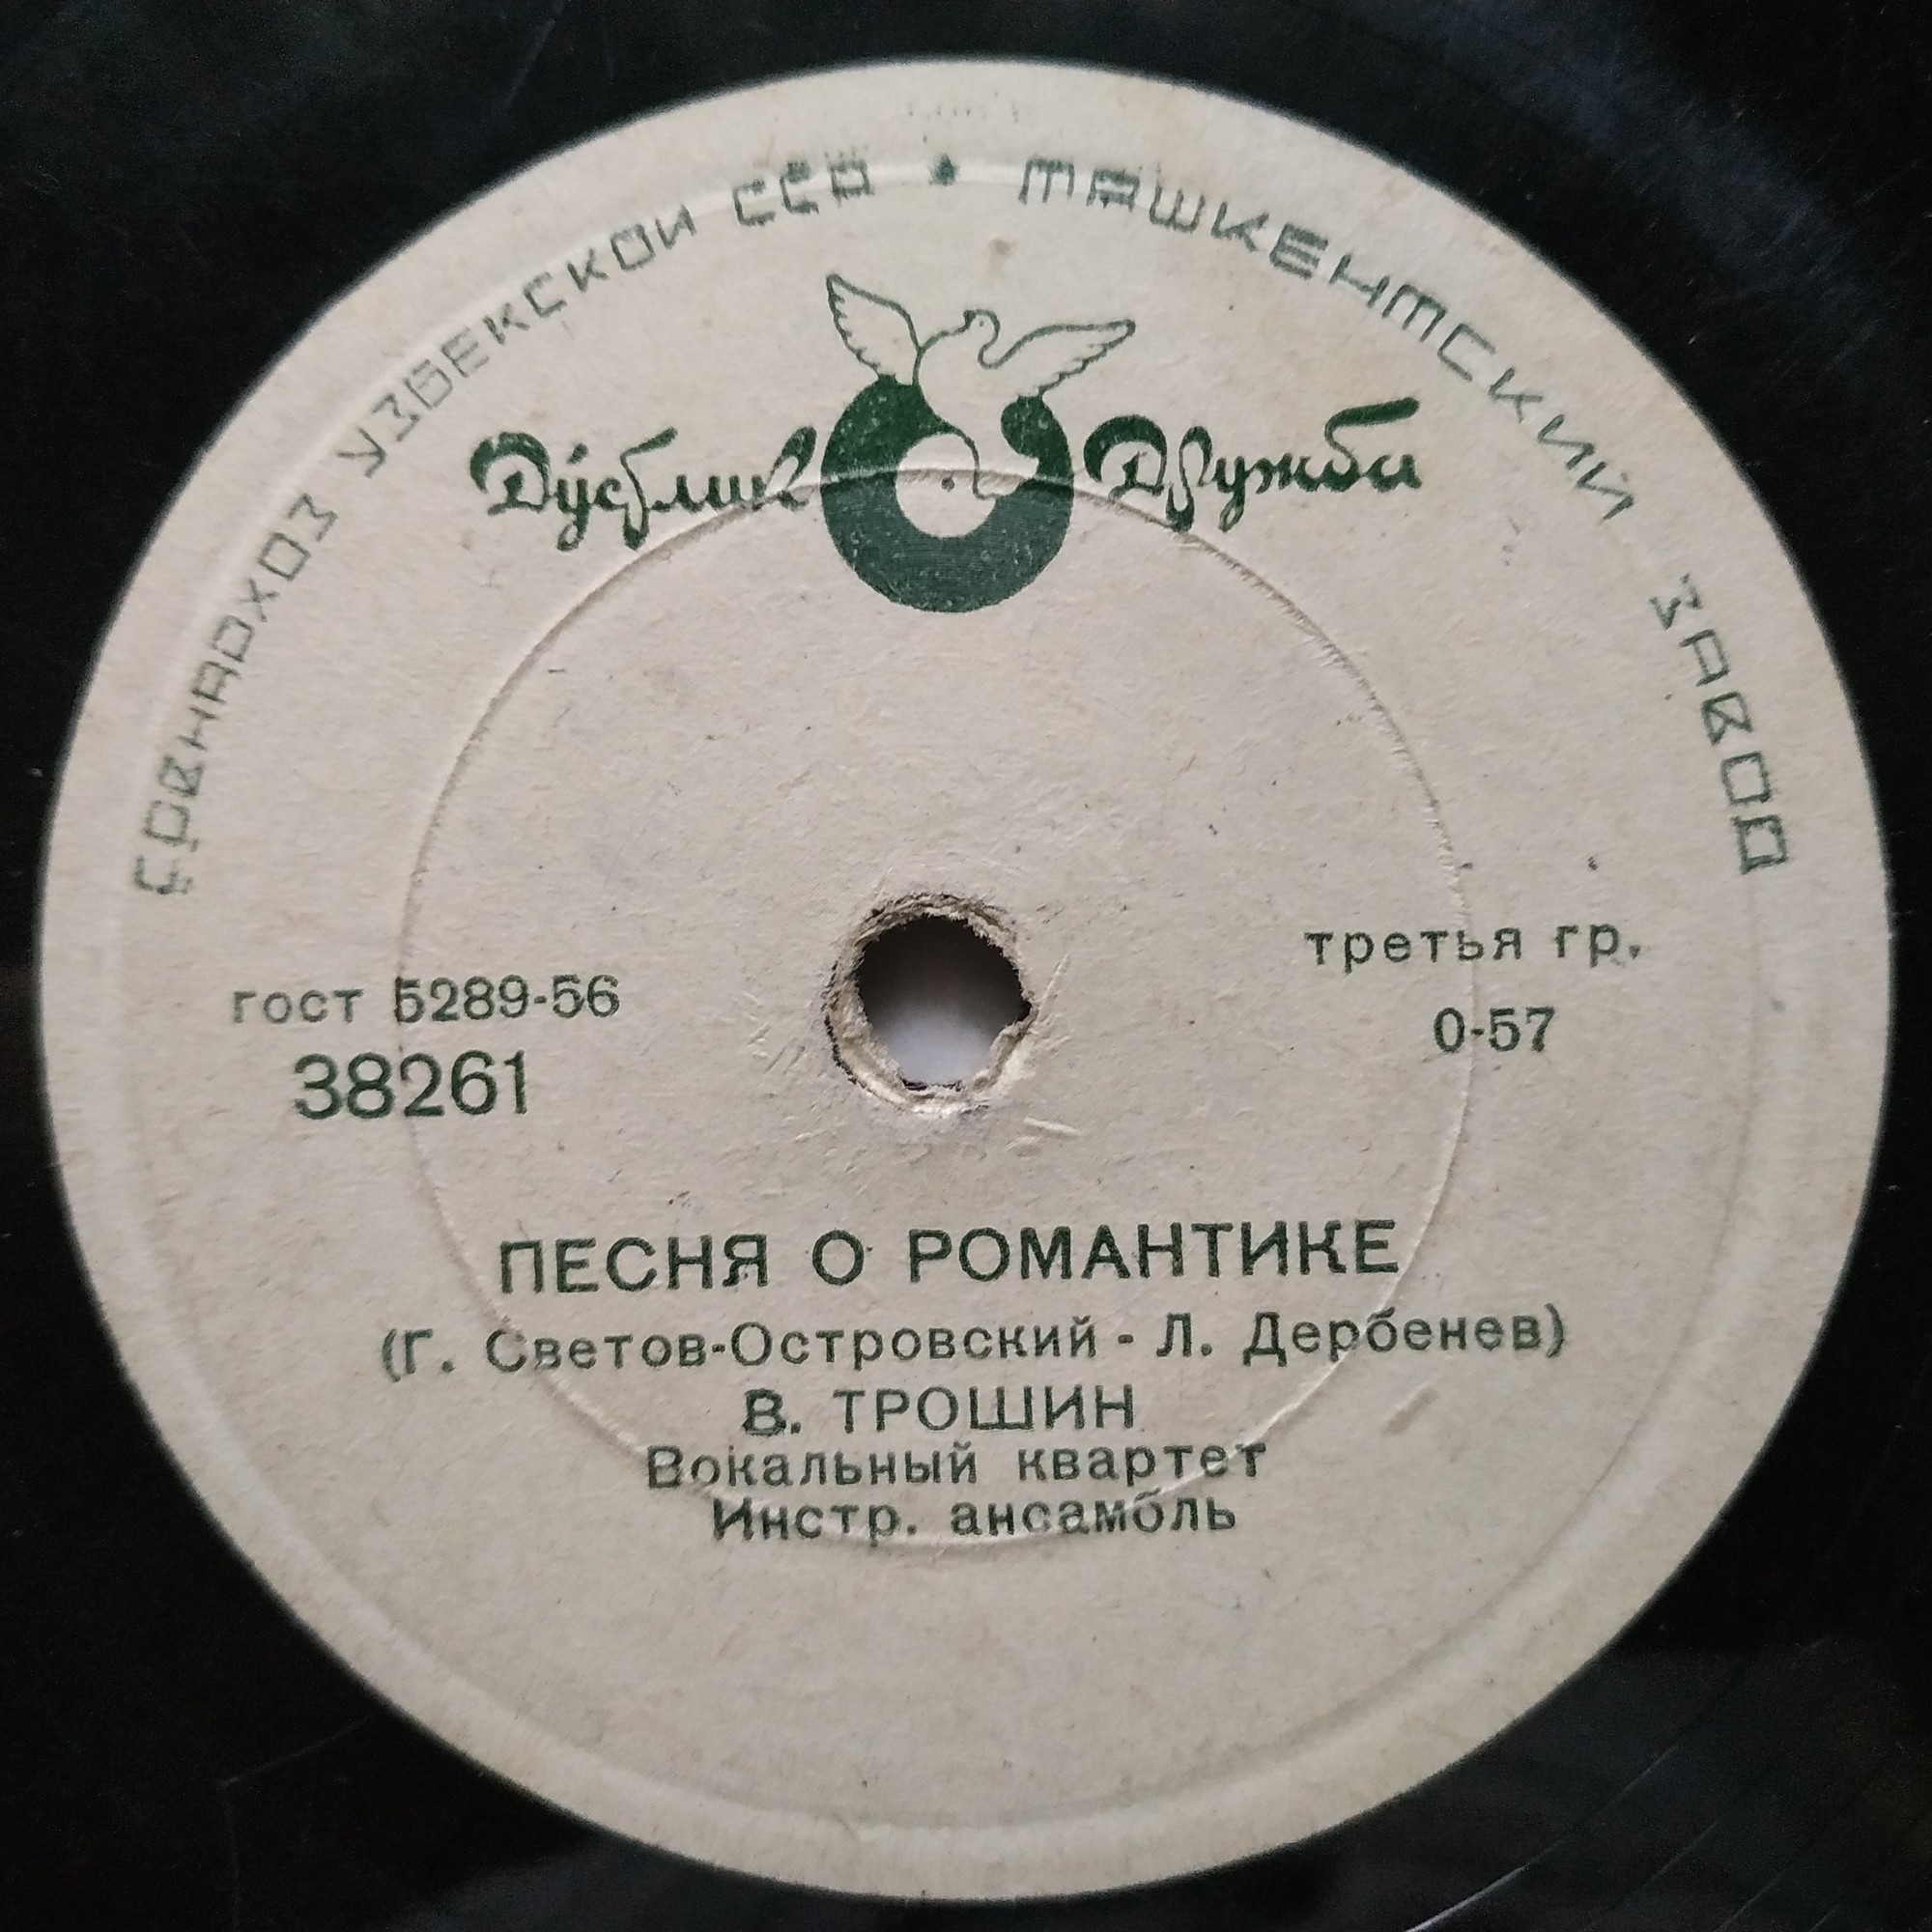 СОВНАРХОЗ УЗБЕКСКОЙ ССР • ТАШКЕНТСКИЙ ЗАВОД
Дўстлик Дружба
гост 5289-56
38261
третья гр.
0-57
ПЕСНЯ О РОМАНТИКЕ
(Г. Светов-Островский - Л. Дербенев)
В. ТРОШИН
Вокальный квартет
Инстр. ансамбль